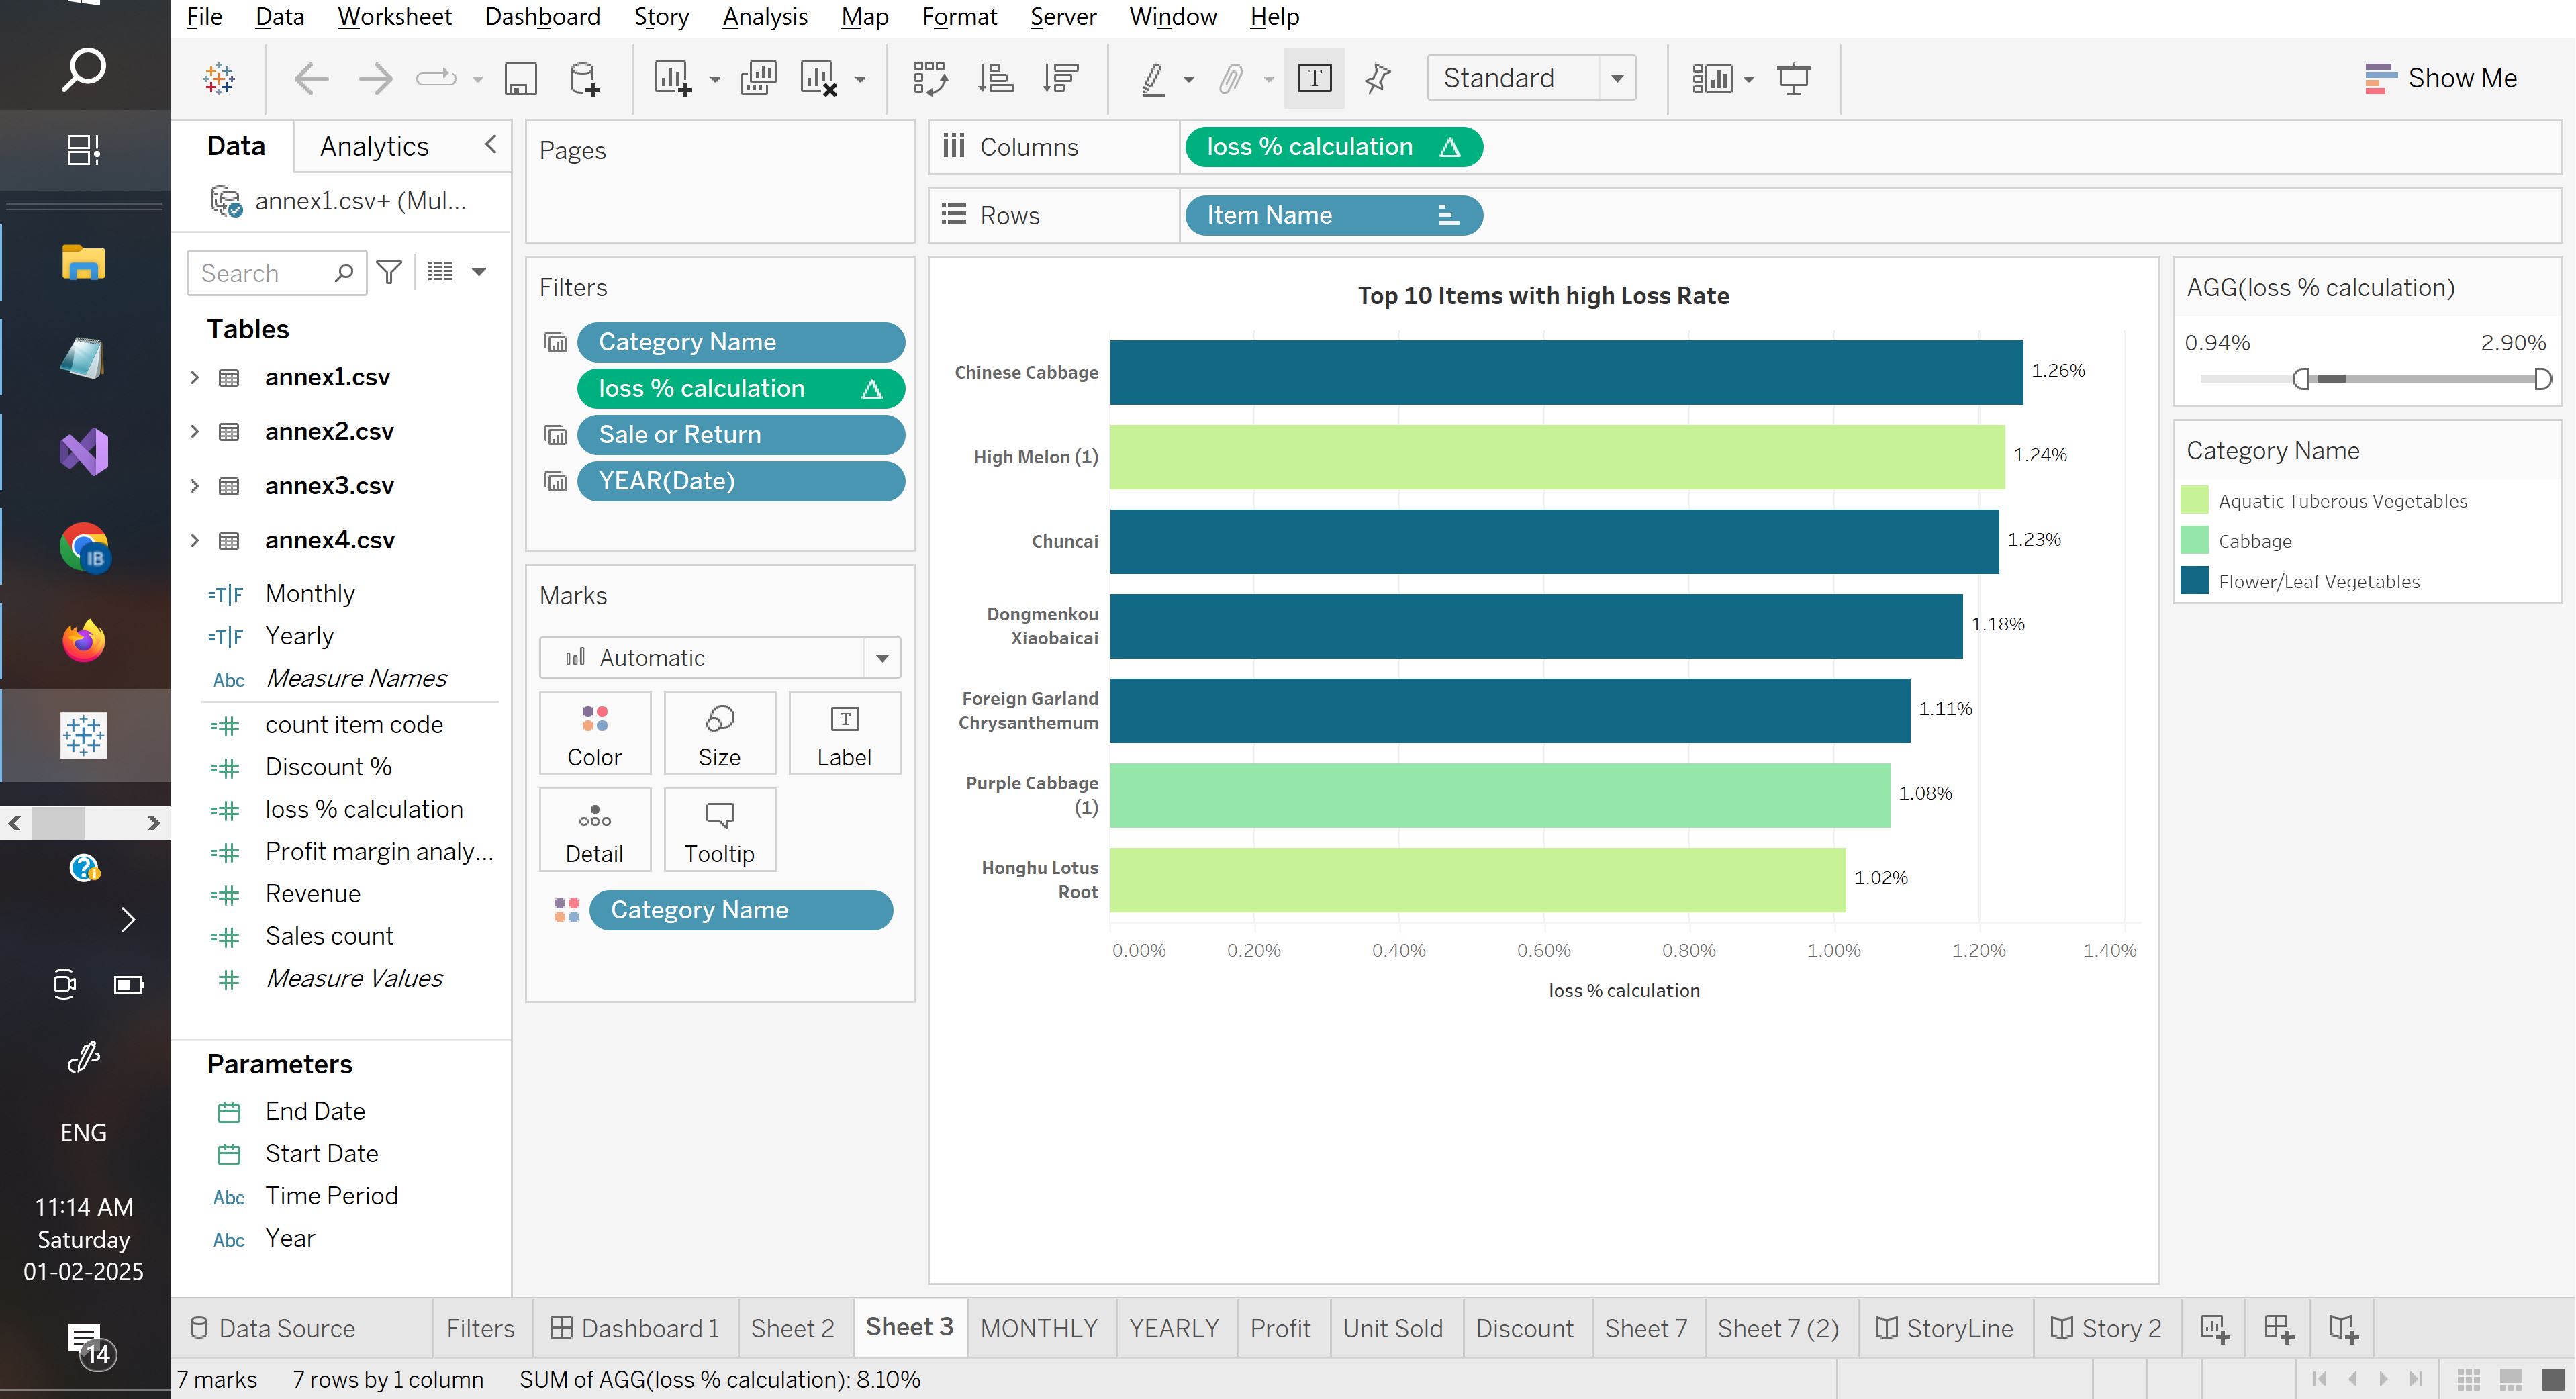 File Data Worksheet Dashboard Story Analysis Map Format Server Window Help
Standard
Show Me
Data
Analytics
annex1.csv+ (Mul...
Search
Tables
annex1.csv
annex2.csv
annex3.csv
annex4.csv
=T|F Monthly
=T|F Yearly
Abc Measure Names
=# count item code
=# Discount %
=# loss % calculation
=# Profit margin analy...
=# Revenue
=# Sales count
# Measure Values
Parameters
End Date
Start Date
Abc Time Period
Abc Year
Pages
Filters
Category Name
loss % calculation
Sale or Return
YEAR(Date)
Marks
Automatic
Color
Size
Label
Detail
Tooltip
Category Name
Columns
loss % calculation
Rows
Item Name
Top 10 Items with high Loss Rate
Chinese Cabbage 1.26%
High Melon (1) 1.24%
Chuncai 1.23%
Dongmenkou
Xiaobaicai
1.18%
Foreign Garland
Chrysanthemum
1.11%
Purple Cabbage
(1)
1.08%
Honghu Lotus
Root
1.02%
0.00% 0.20% 0.40% 0.60% 0.80% 1.00% 1.20% 1.40%
loss % calculation
AGG(loss % calculation)
0.94% 2.90%
Category Name
Aquatic Tuberous Vegetables
Cabbage
Flower/Leaf Vegetables
IB
ENG
11:14 AM
Saturday
01-02-2025
14
Data Source Filters Dashboard 1 Sheet 2 Sheet 3 MONTHLY YEARLY Profit Unit Sold Discount Sheet 7 Sheet 7 (2) StoryLine Story 2
7 marks 7 rows by 1 column SUM of AGG(loss % calculation): 8.10%